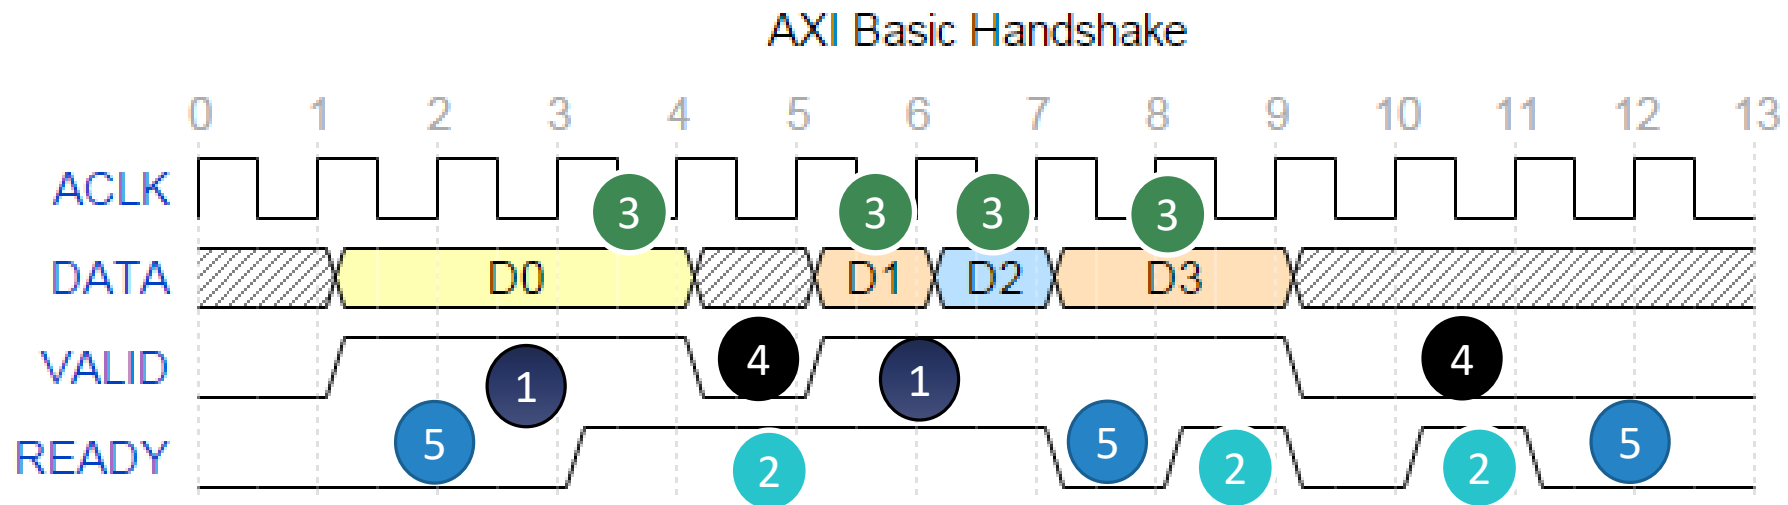 AXI Basic Handshake
0 1 2 3 4 5 6 7 8 9 10 11 12 13
ACLK 3 3 3 3
DATA D0 D1 D2 D3
VALID 1 4 1 4
READY 5 2 5 2 2 5